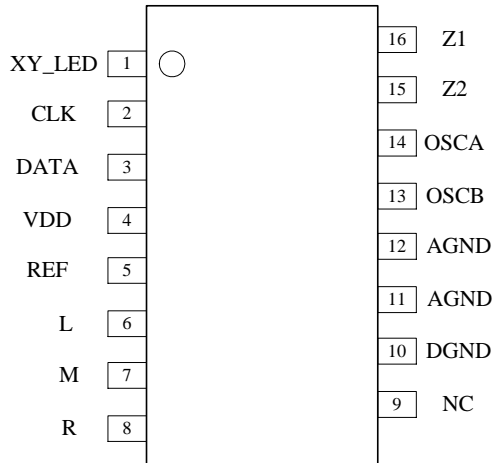 XY_LED 1
CLK 2
DATA 3
VDD 4
REF 5
L 6
M 7
R 8
16 Z1
15 Z2
14 OSCA
13 OSCB
12 AGND
11 AGND
10 DGND
9 NC